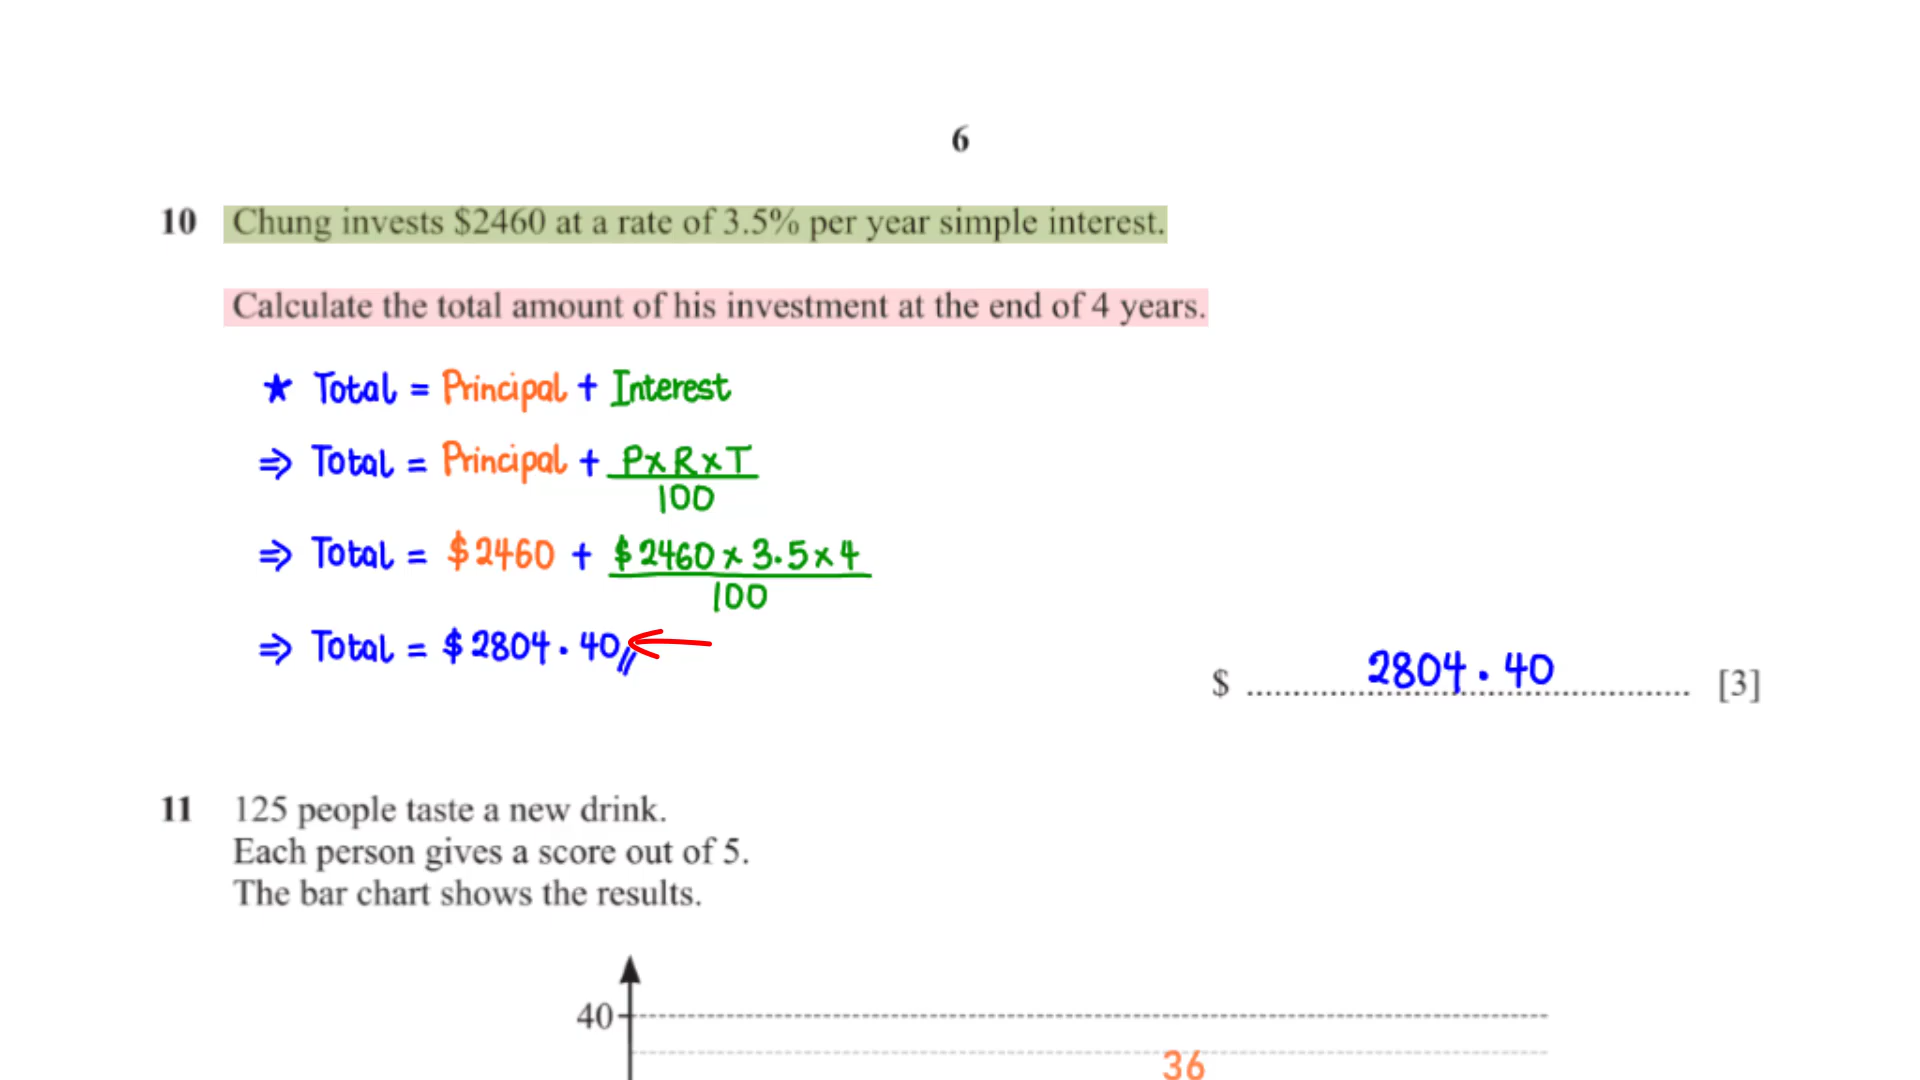 6
10 Chung invests $2460 at a rate of 3.5% per year simple interest.
Calculate the total amount of his investment at the end of 4 years.
★ Total = Principal + Interest
⇒ Total = Principal + P×R×T
100
⇒ Total = $2460 + $2460×3.5×4
100
⇒ Total = $2804.40
$ 2804.40 [3]
11 125 people taste a new drink.
Each person gives a score out of 5.
The bar chart shows the results.
40
36